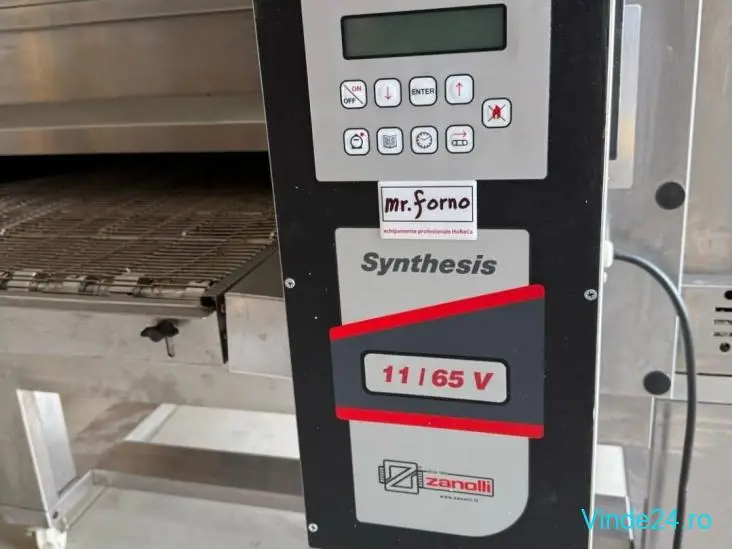 ON
OFF
ENTER
mr.forno
echipamente profesionale HoReCa
Synthesis
11 / 65 V
zanolli
www.zanolli.it
Vinde24.ro